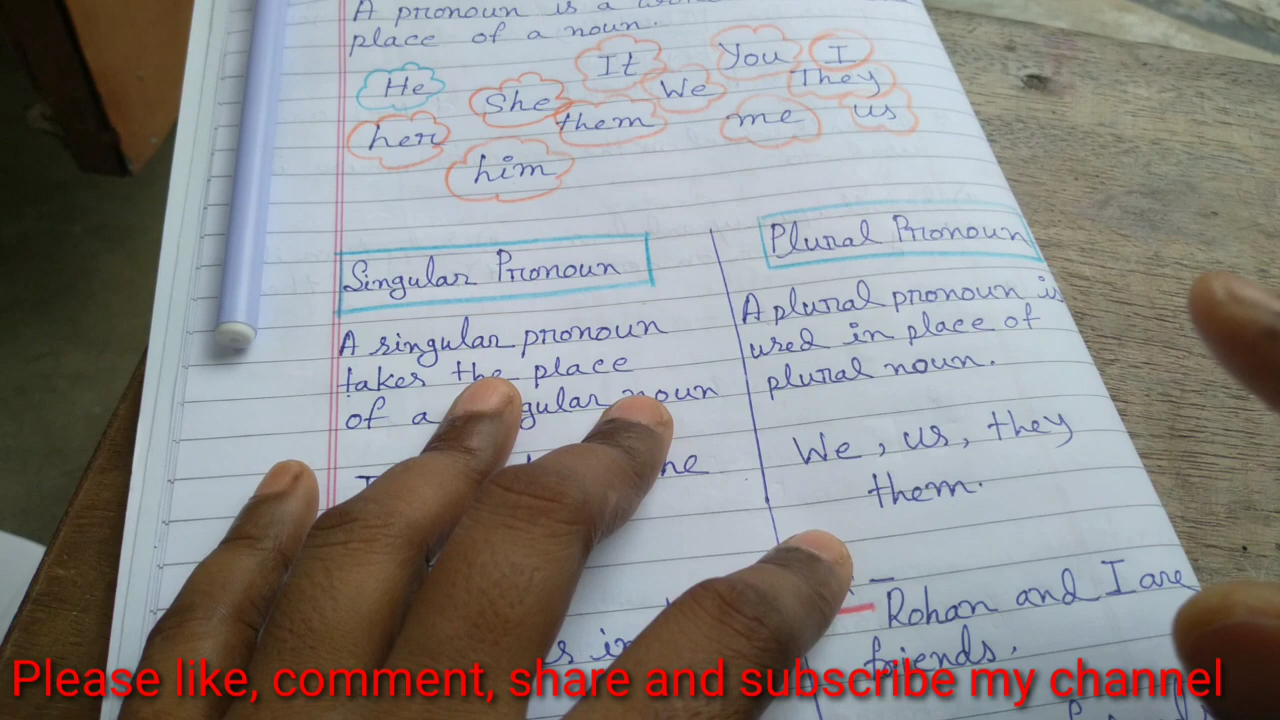 A pronoun is a
place of a noun.
He She It We You I
her them They me us
him
Singular Pronoun
A singular pronoun
takes the place
of a noun
Plural Pronoun
A plural pronoun is
used in place of
plural noun.
We, us, they
them.
Rohan and I are
friends.
Please like, comment, share and subscribe my channel